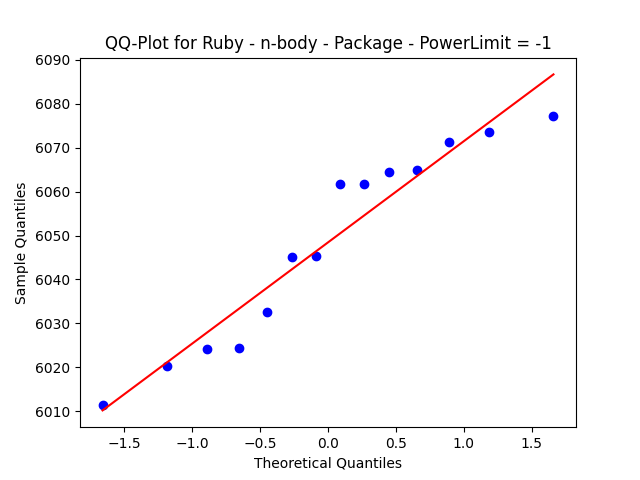 QQ-Plot for Ruby - n-body - Package - PowerLimit = -1
6090
6080
6070
6060
6050
6040
6030
6020
6010
Sample Quantiles
−1.5 −1.0 −0.5 0.0 0.5 1.0 1.5
Theoretical Quantiles